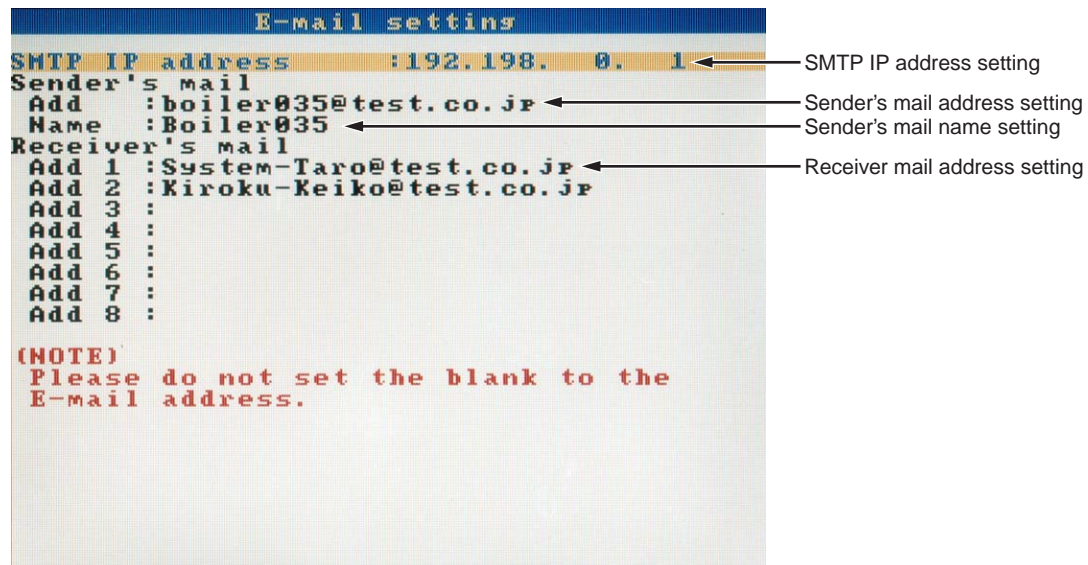 E-mail setting
SMTP IP address :192.198. 0. 1
SMTP IP address setting
Sender's mail
Add :boiler035@test.co.jp
Sender's mail address setting
Name :Boiler035
Sender's mail name setting
Receiver's mail
Add 1 :System-Taro@test.co.jp
Receiver mail address setting
Add 2 :Kiroku-Keiko@test.co.jp
Add 3 :
Add 4 :
Add 5 :
Add 6 :
Add 7 :
Add 8 :
(NOTE)
Please do not set the blank to the
E-mail address.